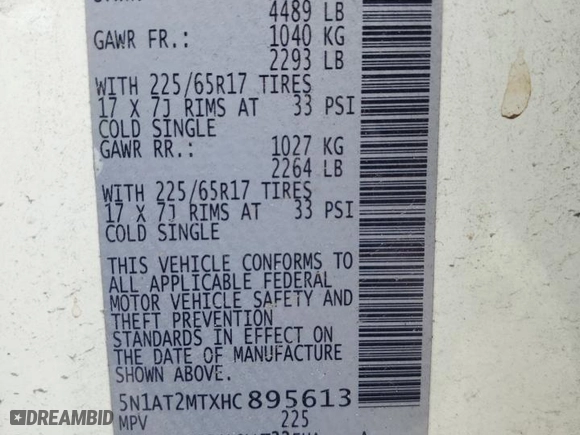 4489 LB
GAWR FR.: 1040 KG
2293 LB
WITH 225/65R17 TIRES
17 X 7J RIMS AT 33 PSI
COLD SINGLE
GAWR RR.: 1027 KG
2264 LB
WITH 225/65R17 TIRES
17 X 7J RIMS AT 33 PSI
COLD SINGLE
THIS VEHICLE CONFORMS TO
ALL APPLICABLE FEDERAL
MOTOR VEHICLE SAFETY AND
THEFT PREVENTION
STANDARDS IN EFFECT ON
THE DATE OF MANUFACTURE
SHOWN ABOVE.
5N1AT2MTXHC895613
MPV 225
DRIVERHISTORY.COM